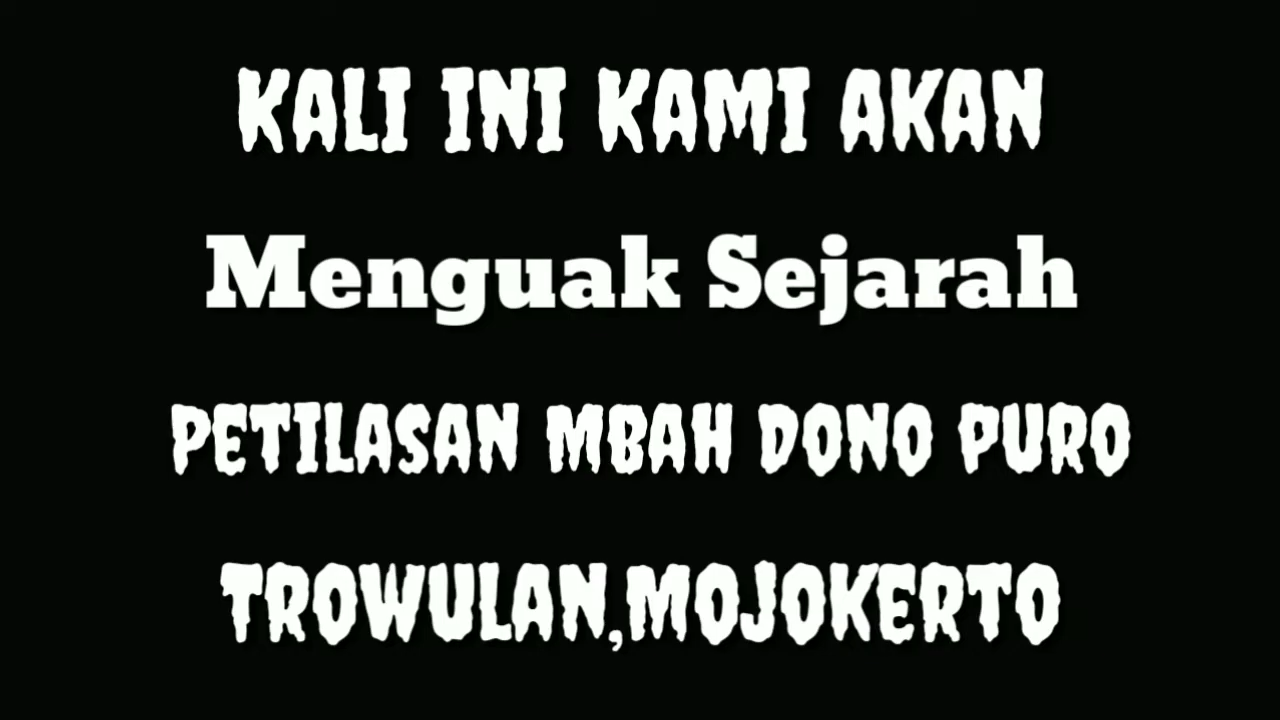 KALI INI KAMI AKAN
Menguak Sejarah
PETILASAN MBAH DONO PURO
TROWULAN,MOJOKERTO